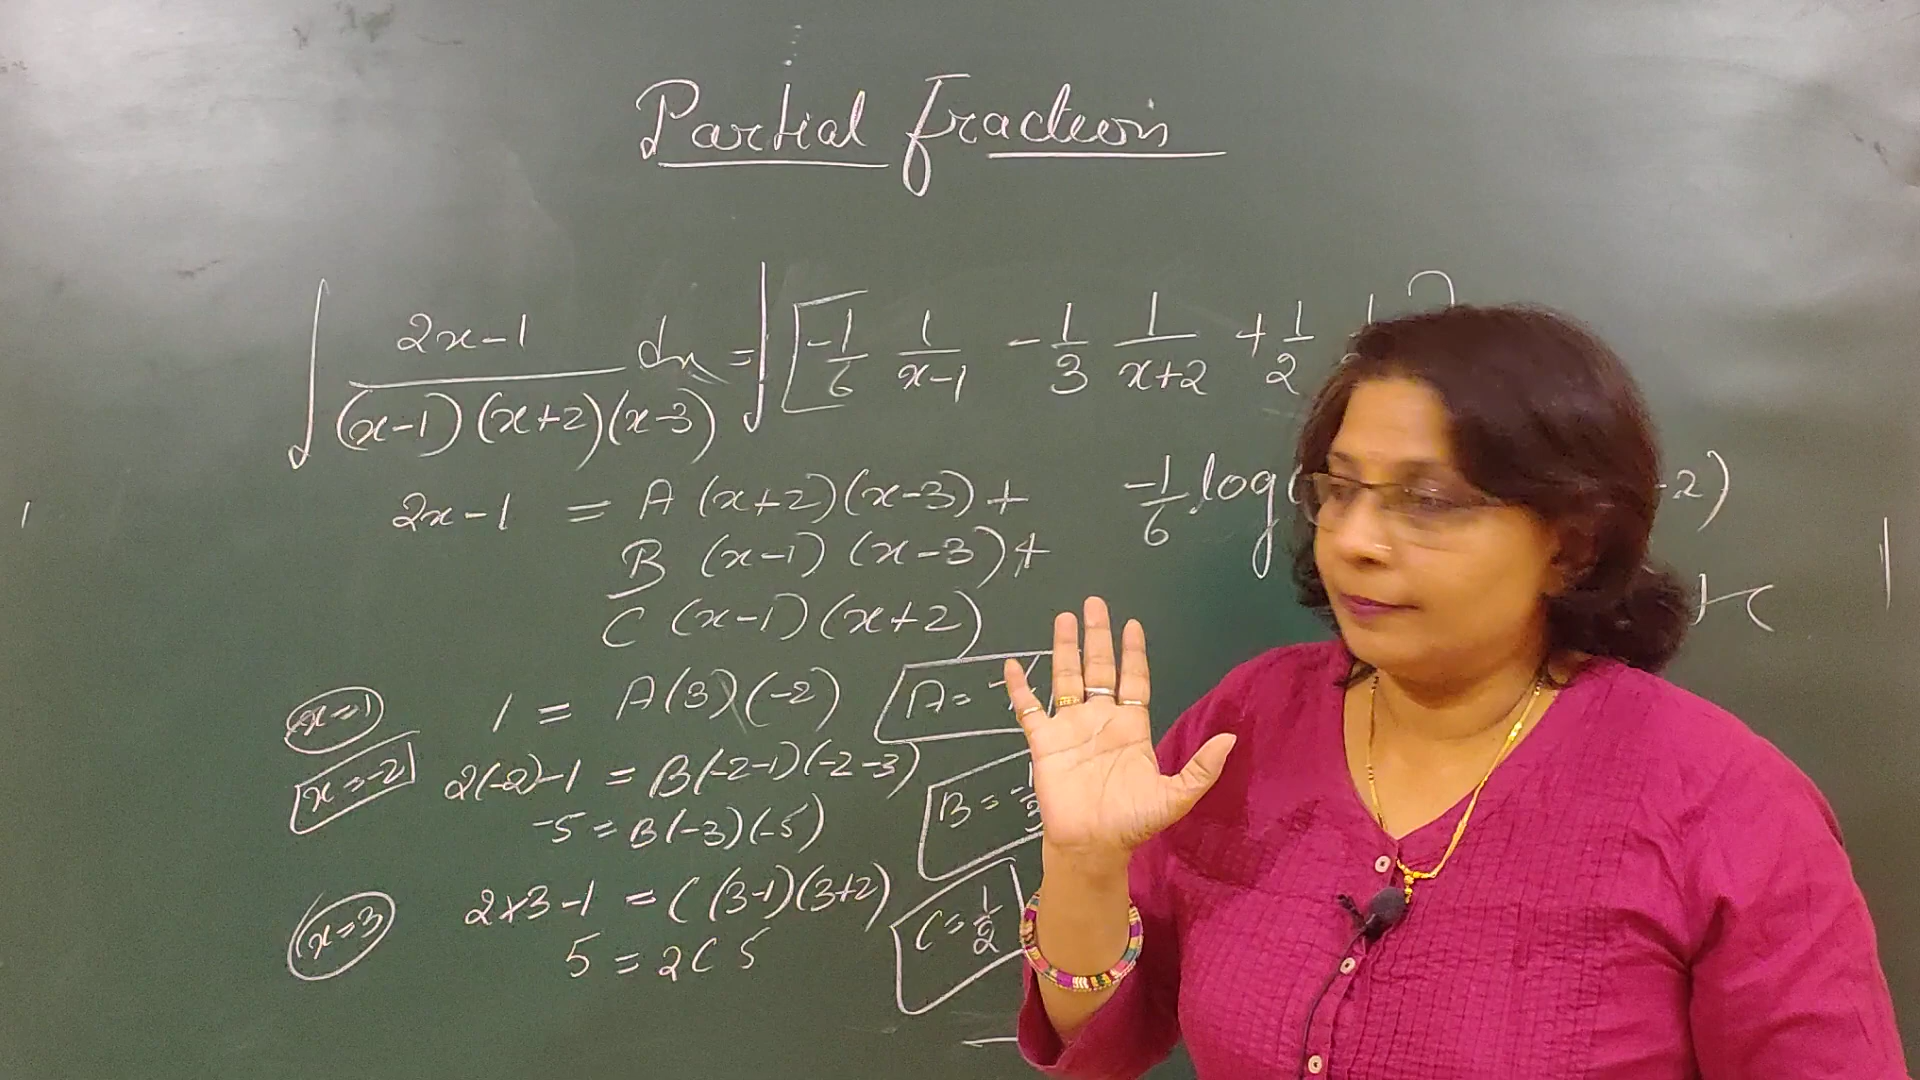 Partial fraction
∫ (2x-1)/((x-1)(x+2)(x-3)) dx = ∫ [-1/6 1/(x-1) - 1/3 1/(x+2) + 1/2
2x-1 = A (x+2)(x-3) +
-1/6 log( -2)
B (x-1) (x-3) +
C (x-1) (x+2)
+c
x=1 1 = A(3)(-2) A=
x=-2 2(-2)-1 = B(-2-1)(-2-3) B = -1/3
-5 = B(-3)(-5)
x=3 2×3-1 = C(3-1)(3+2) C = 1/2
5 = 2C 5